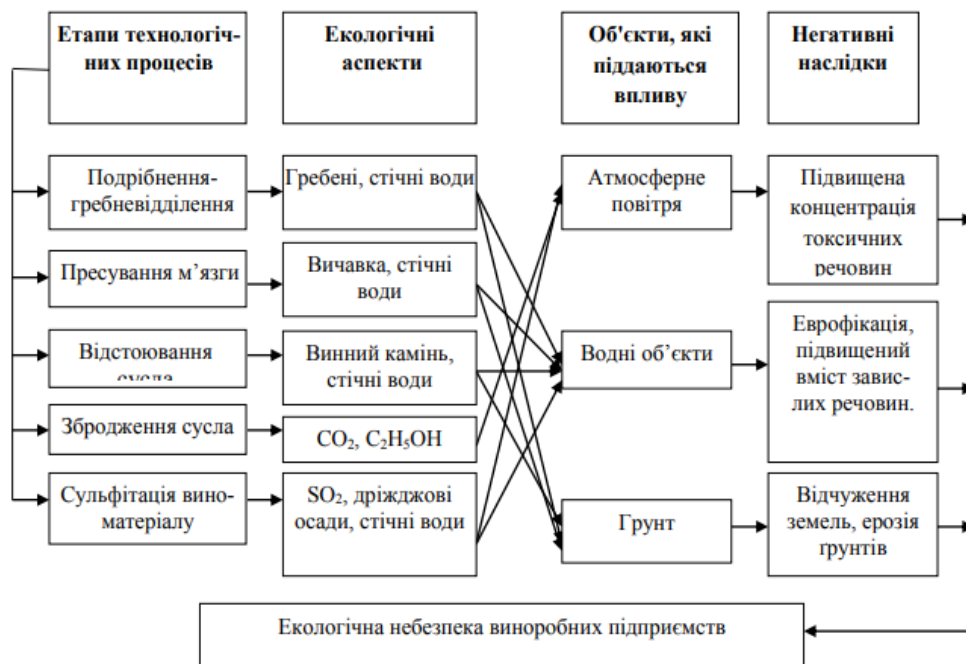 Етапи технологіч-
них процесів
Екологічні
аспекти
Об'єкти, які
піддаються
впливу
Негативні
наслідки
Подрібнення-
гребневідділення
Гребені, стічні води
Атмосферне
повітря
Підвищена
концентрація
токсичних
речовин
Пресування м’язги
Вичавка, стічні
води
Відстоювання
сусла
Винний камінь,
стічні води
Водні об’єкти
Еврофікація,
підвищений
вміст завис-
лих речовин.
Збродження сусла
CO₂, C₂H₅OH
Сульфітація вино-
матеріалу
SO₂, дріжджові
осади, стічні води
Грунт
Відчуження
земель, ерозія
ґрунтів
Екологічна небезпека виноробних підприємств